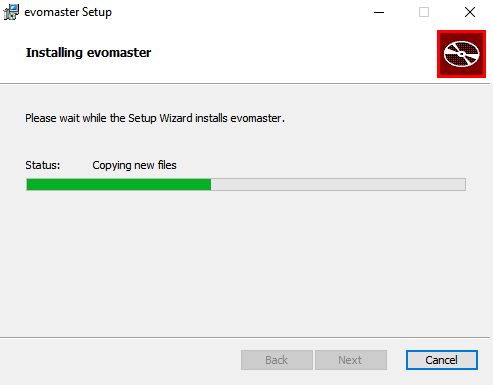 evomaster Setup
Installing evomaster
Please wait while the Setup Wizard installs evomaster.
Status: Copying new files
Back Next Cancel